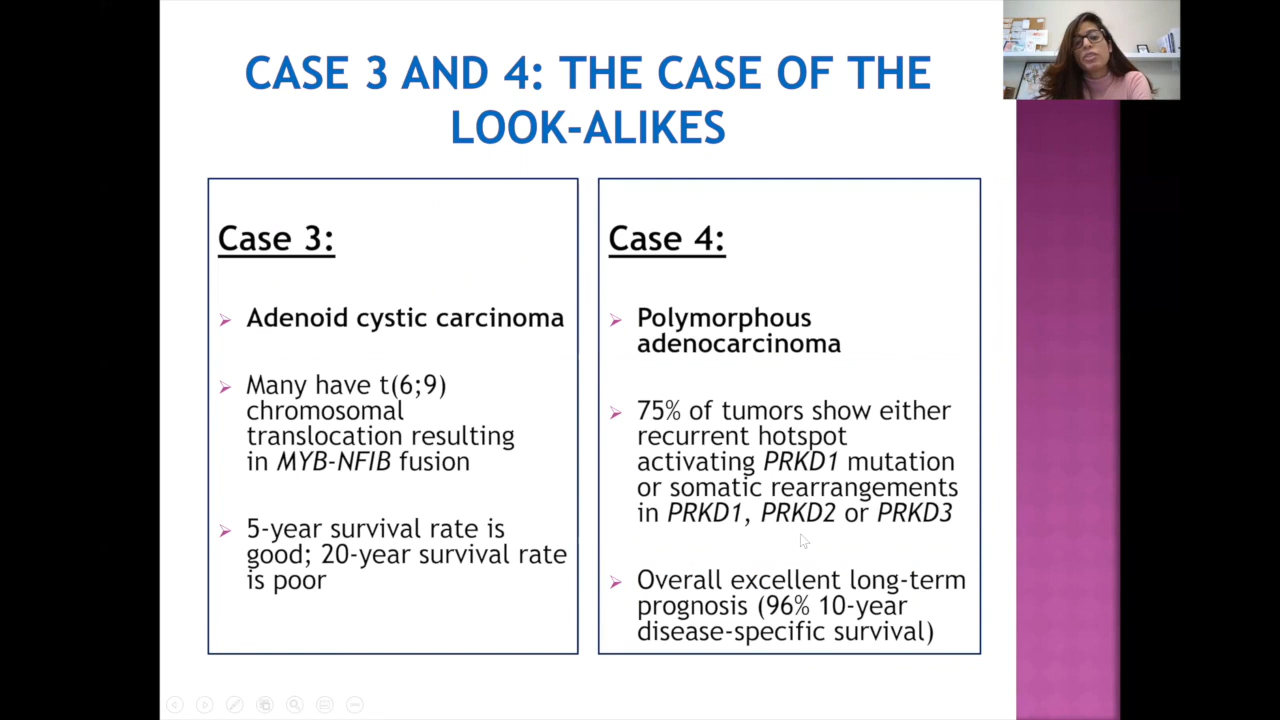 CASE 3 AND 4: THE CASE OF THE
LOOK-ALIKES
Case 3:
Adenoid cystic carcinoma
Many have t(6;9)
chromosomal
translocation resulting
in MYB-NFIB fusion
5-year survival rate is
good; 20-year survival rate
is poor
Case 4:
Polymorphous
adenocarcinoma
75% of tumors show either
recurrent hotspot
activating PRKD1 mutation
or somatic rearrangements
in PRKD1, PRKD2 or PRKD3
Overall excellent long-term
prognosis (96% 10-year
disease-specific survival)